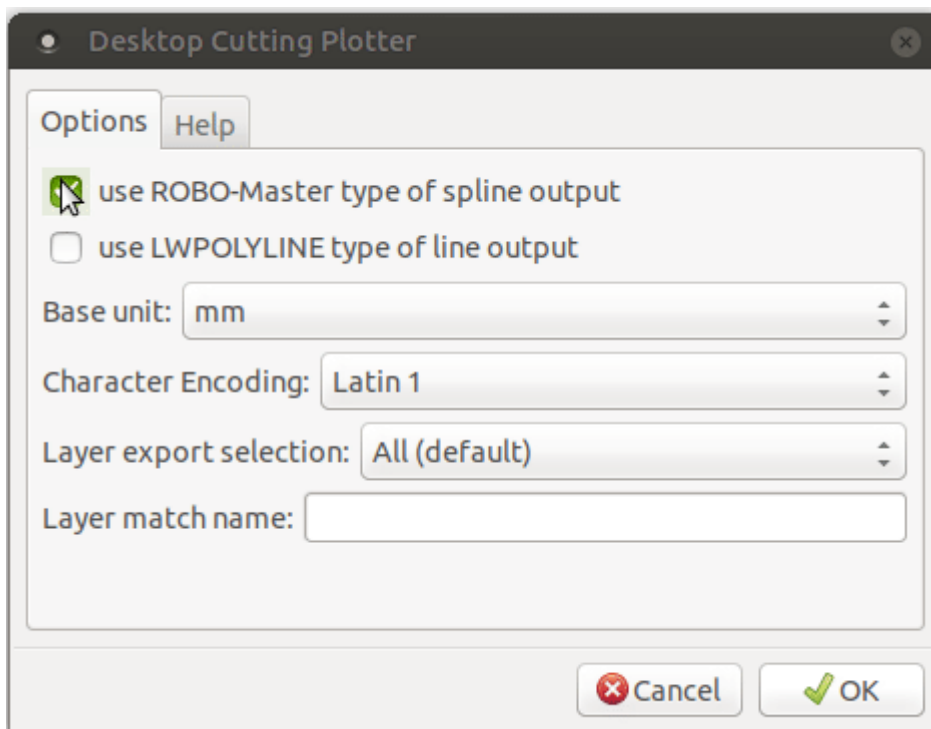 Desktop Cutting Plotter
Options Help
use ROBO-Master type of spline output
use LWPOLYLINE type of line output
Base unit: mm
Character Encoding: Latin 1
Layer export selection: All (default)
Layer match name:
Cancel OK